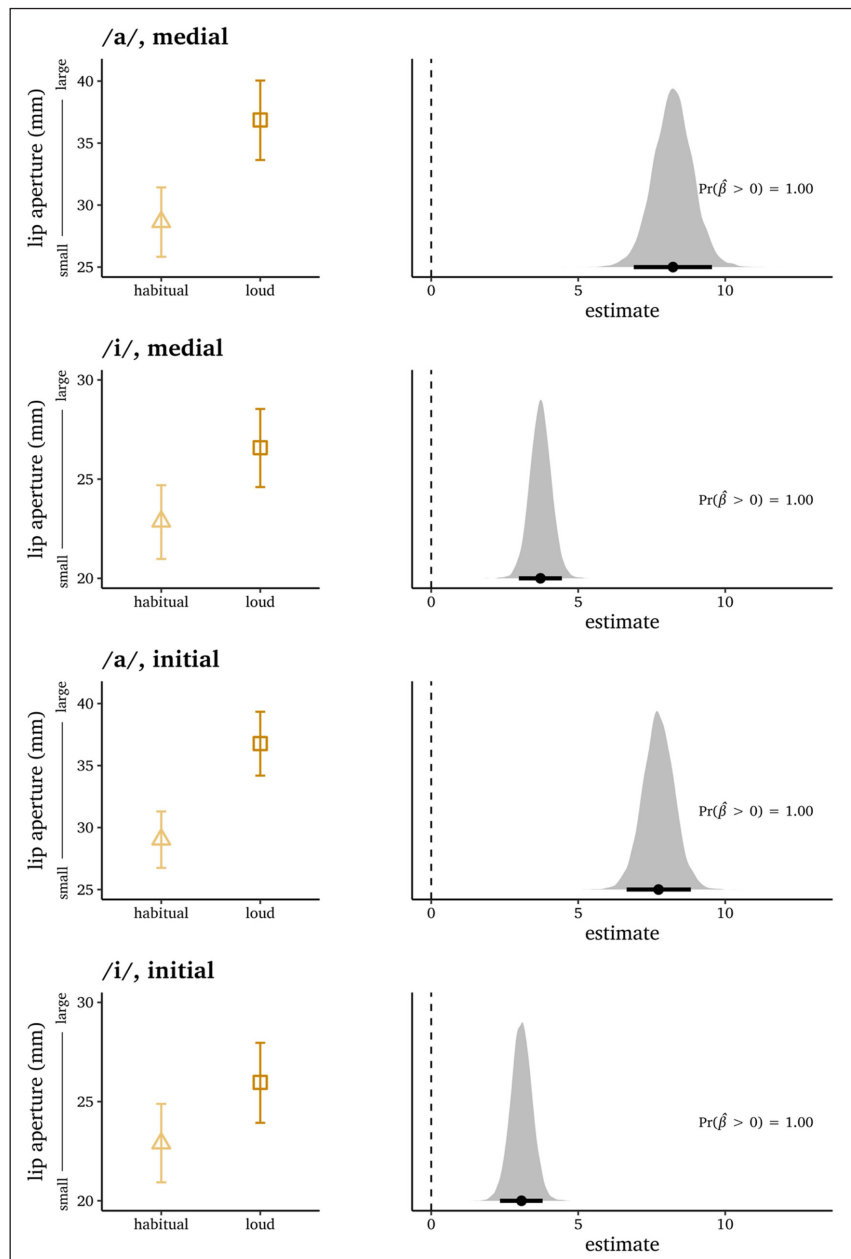 /a/, medial
lip aperture (mm)
small
large
40
35
30
25
habitual
loud
Pr(β̂ > 0) = 1.00
0
5
10
estimate
/i/, medial
lip aperture (mm)
small
large
30
25
20
habitual
loud
Pr(β̂ > 0) = 1.00
0
5
10
estimate
/a/, initial
lip aperture (mm)
small
large
40
35
30
25
habitual
loud
Pr(β̂ > 0) = 1.00
0
5
10
estimate
/i/, initial
lip aperture (mm)
small
large
30
25
20
habitual
loud
Pr(β̂ > 0) = 1.00
0
5
10
estimate